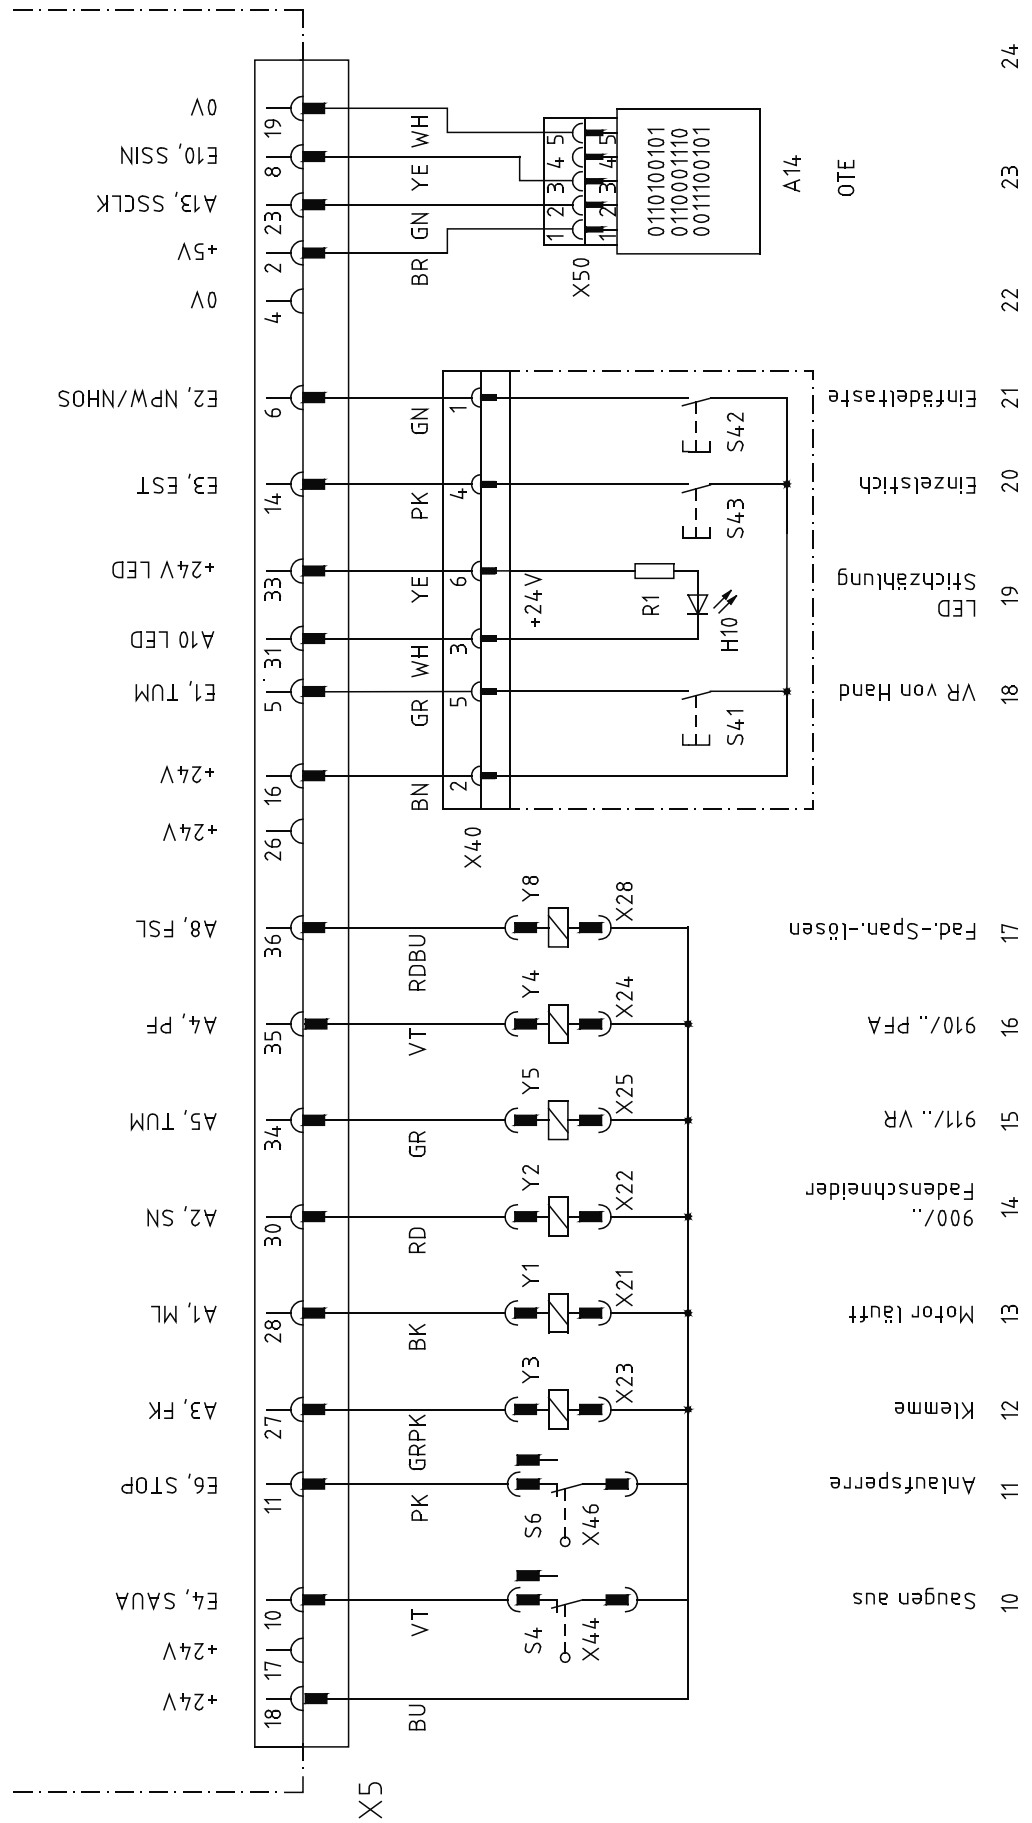 0V
E10, SSIN
A13, SSCLK
+5V
0V
E2, NPW/NHOS
E3, EST
+24V LED
A10 LED
E1, TUM
+24V
+24V
A8, FSL
A4, PF
A5, TUM
A2, SN
A1, ML
A3, FK
E6, STOP
E4, SAUA
+24V
+24V
19
8
23
2
4
6
14
33
31
5
16
26
36
35
34
30
28
27
11
10
17
18
X5
WH
YE
GN
BR
GN
PK
YE
WH
GR
BN
RDBU
VT
GR
RD
BK
GRPK
PK
VT
BU
5
4
3
2
1
5
4
3
2
1
X50
0110100101
0110001110
0011100101
A14
OTE
1
4
6
3
5
2
X40
+24V
R1
H10
S42
S43
S41
Y8
X28
Y4
X24
Y5
X25
Y2
X22
Y1
X21
Y3
X23
S6
X46
S4
X44
Einfädeltaste
Einzelstich
LED
Stichzählung
VR von Hand
Fad.-Span.-lösen
910/.. PFA
911/.. VR
900/..
Fadenschneider
Motor läuft
Klemme
Anlaufsperre
Saugen aus
24
23
22
21
20
19
18
17
16
15
14
13
12
11
10